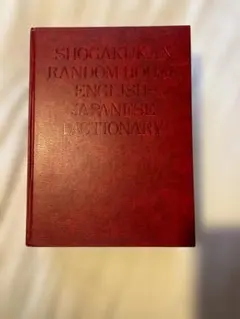 SHOGAKUKAN
RANDOM HOUSE
ENGLISH-
JAPANESE
DICTIONARY